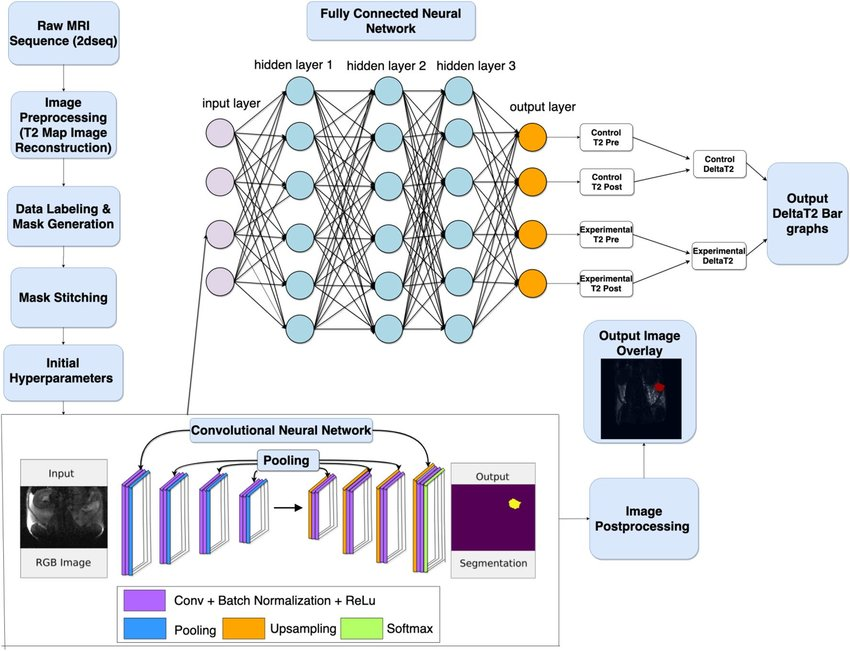 Raw MRI
Sequence (2dseq)
Image
Preprocessing
(T2 Map Image
Reconstruction)
Data Labeling &
Mask Generation
Mask Stitching
Initial
Hyperparameters
Fully Connected Neural
Network
input layer
hidden layer 1
hidden layer 2
hidden layer 3
output layer
Control
T2 Pre
Control
T2 Post
Experimental
T2 Pre
Experimental
T2 Post
Control
DeltaT2
Experimental
DeltaT2
Output
DeltaT2 Bar
graphs
Convolutional Neural Network
Pooling
Input
RGB Image
Output
Segmentation
Conv + Batch Normalization + ReLu
Pooling
Upsampling
Softmax
Image
Postprocessing
Output Image
Overlay